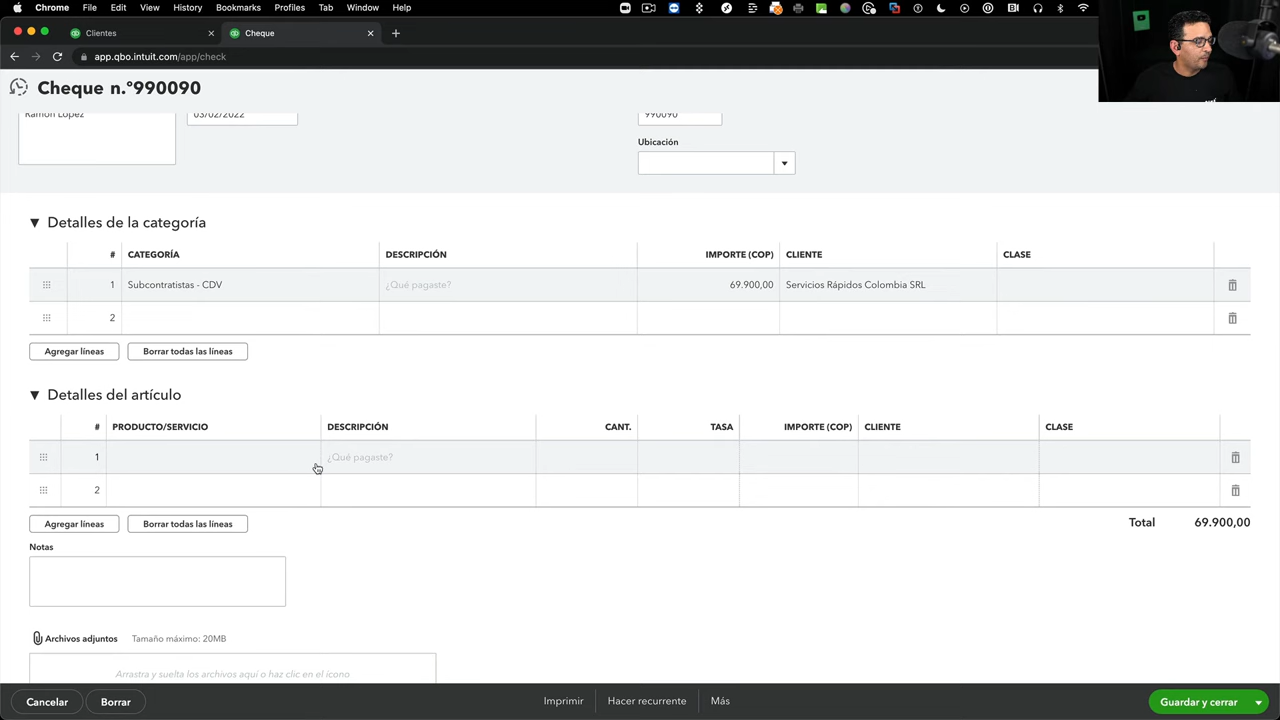 Chrome File Edit View History Bookmarks Profiles Tab Window Help
Clientes
Cheque
app.qbo.intuit.com/app/check
Cheque n.º990090
Ramon Lopez 03/02/2022 990090
Ubicación
Detalles de la categoría
# CATEGORÍA DESCRIPCIÓN IMPORTE (COP) CLIENTE CLASE
1 Subcontratistas - CDV ¿Qué pagaste? 69.900,00 Servicios Rápidos Colombia SRL
2
Agregar líneas Borrar todas las líneas
Detalles del artículo
# PRODUCTO/SERVICIO DESCRIPCIÓN CANT. TASA IMPORTE (COP) CLIENTE CLASE
1 ¿Qué pagaste?
2
Agregar líneas Borrar todas las líneas Total 69.900,00
Notas
Archivos adjuntos Tamaño máximo: 20MB
Arrastra y suelta los archivos aquí o haz clic en el ícono
Cancelar Borrar Imprimir Hacer recurrente Más Guardar y cerrar